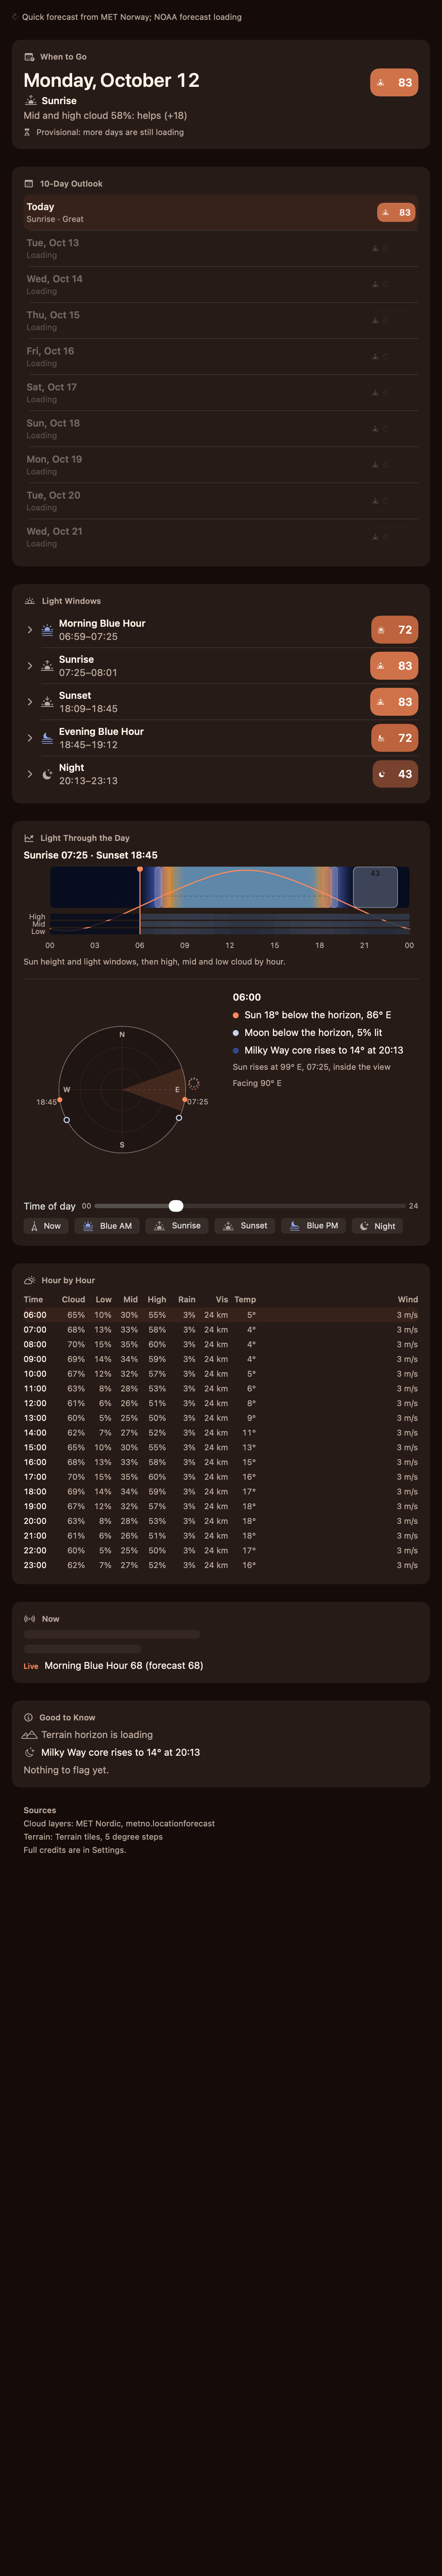 Quick forecast from MET Norway; NOAA forecast loading
When to Go
Monday, October 12
83
Sunrise
Mid and high cloud 58%: helps (+18)
Provisional: more days are still loading
10-Day Outlook
Today
Sunrise · Great
83
Tue, Oct 13
Loading
Wed, Oct 14
Loading
Thu, Oct 15
Loading
Fri, Oct 16
Loading
Sat, Oct 17
Loading
Sun, Oct 18
Loading
Mon, Oct 19
Loading
Tue, Oct 20
Loading
Wed, Oct 21
Loading
Light Windows
Morning Blue Hour
06:59–07:25
72
Sunrise
07:25–08:01
83
Sunset
18:09–18:45
83
Evening Blue Hour
18:45–19:12
72
Night
20:13–23:13
43
Light Through the Day
Sunrise 07:25 · Sunset 18:45
43
High
Mid
Low
00 03 06 09 12 15 18 21 00
Sun height and light windows, then high, mid and low cloud by hour.
06:00
Sun 18° below the horizon, 86° E
Moon below the horizon, 5% lit
Milky Way core rises to 14° at 20:13
Sun rises at 99° E, 07:25, inside the view
Facing 90° E
N
W
E
S
18:45
07:25
Time of day 00 24
Now Blue AM Sunrise Sunset Blue PM Night
Hour by Hour
Time Cloud Low Mid High Rain Vis Temp Wind
06:00 65% 10% 30% 55% 3% 24 km 5° 3 m/s
07:00 68% 13% 33% 58% 3% 24 km 4° 3 m/s
08:00 70% 15% 35% 60% 3% 24 km 4° 3 m/s
09:00 69% 14% 34% 59% 3% 24 km 4° 3 m/s
10:00 67% 12% 32% 57% 3% 24 km 5° 3 m/s
11:00 63% 8% 28% 53% 3% 24 km 6° 3 m/s
12:00 61% 6% 26% 51% 3% 24 km 8° 3 m/s
13:00 60% 5% 25% 50% 3% 24 km 9° 3 m/s
14:00 62% 7% 27% 52% 3% 24 km 11° 3 m/s
15:00 65% 10% 30% 55% 3% 24 km 13° 3 m/s
16:00 68% 13% 33% 58% 3% 24 km 15° 3 m/s
17:00 70% 15% 35% 60% 3% 24 km 16° 3 m/s
18:00 69% 14% 34% 59% 3% 24 km 17° 3 m/s
19:00 67% 12% 32% 57% 3% 24 km 18° 3 m/s
20:00 63% 8% 28% 53% 3% 24 km 18° 3 m/s
21:00 61% 6% 26% 51% 3% 24 km 18° 3 m/s
22:00 60% 5% 25% 50% 3% 24 km 17° 3 m/s
23:00 62% 7% 27% 52% 3% 24 km 16° 3 m/s
Now
Live Morning Blue Hour 68 (forecast 68)
Good to Know
Terrain horizon is loading
Milky Way core rises to 14° at 20:13
Nothing to flag yet.
Sources
Cloud layers: MET Nordic, metno.locationforecast
Terrain: Terrain tiles, 5 degree steps
Full credits are in Settings.